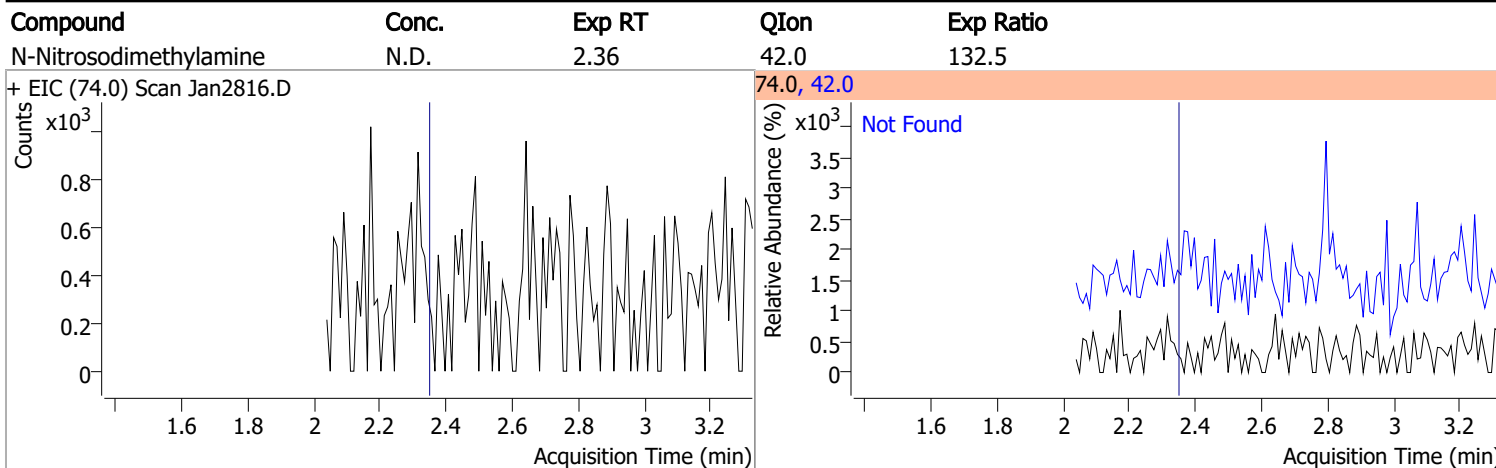 Compound Conc. Exp RT QIon Exp Ratio
N-Nitrosodimethylamine N.D. 2.36 42.0 132.5
+ EIC (74.0) Scan Jan2816.D
Counts
x10³
0.8
0.6
0.4
0.2
0
1.6 1.8 2 2.2 2.4 2.6 2.8 3 3.2
Acquisition Time (min)
74.0, 42.0
Relative Abundance (%)
x10³
Not Found
3.5
3
2.5
2
1.5
1
0.5
0
1.6 1.8 2 2.2 2.4 2.6 2.8 3 3.2
Acquisition Time (min)